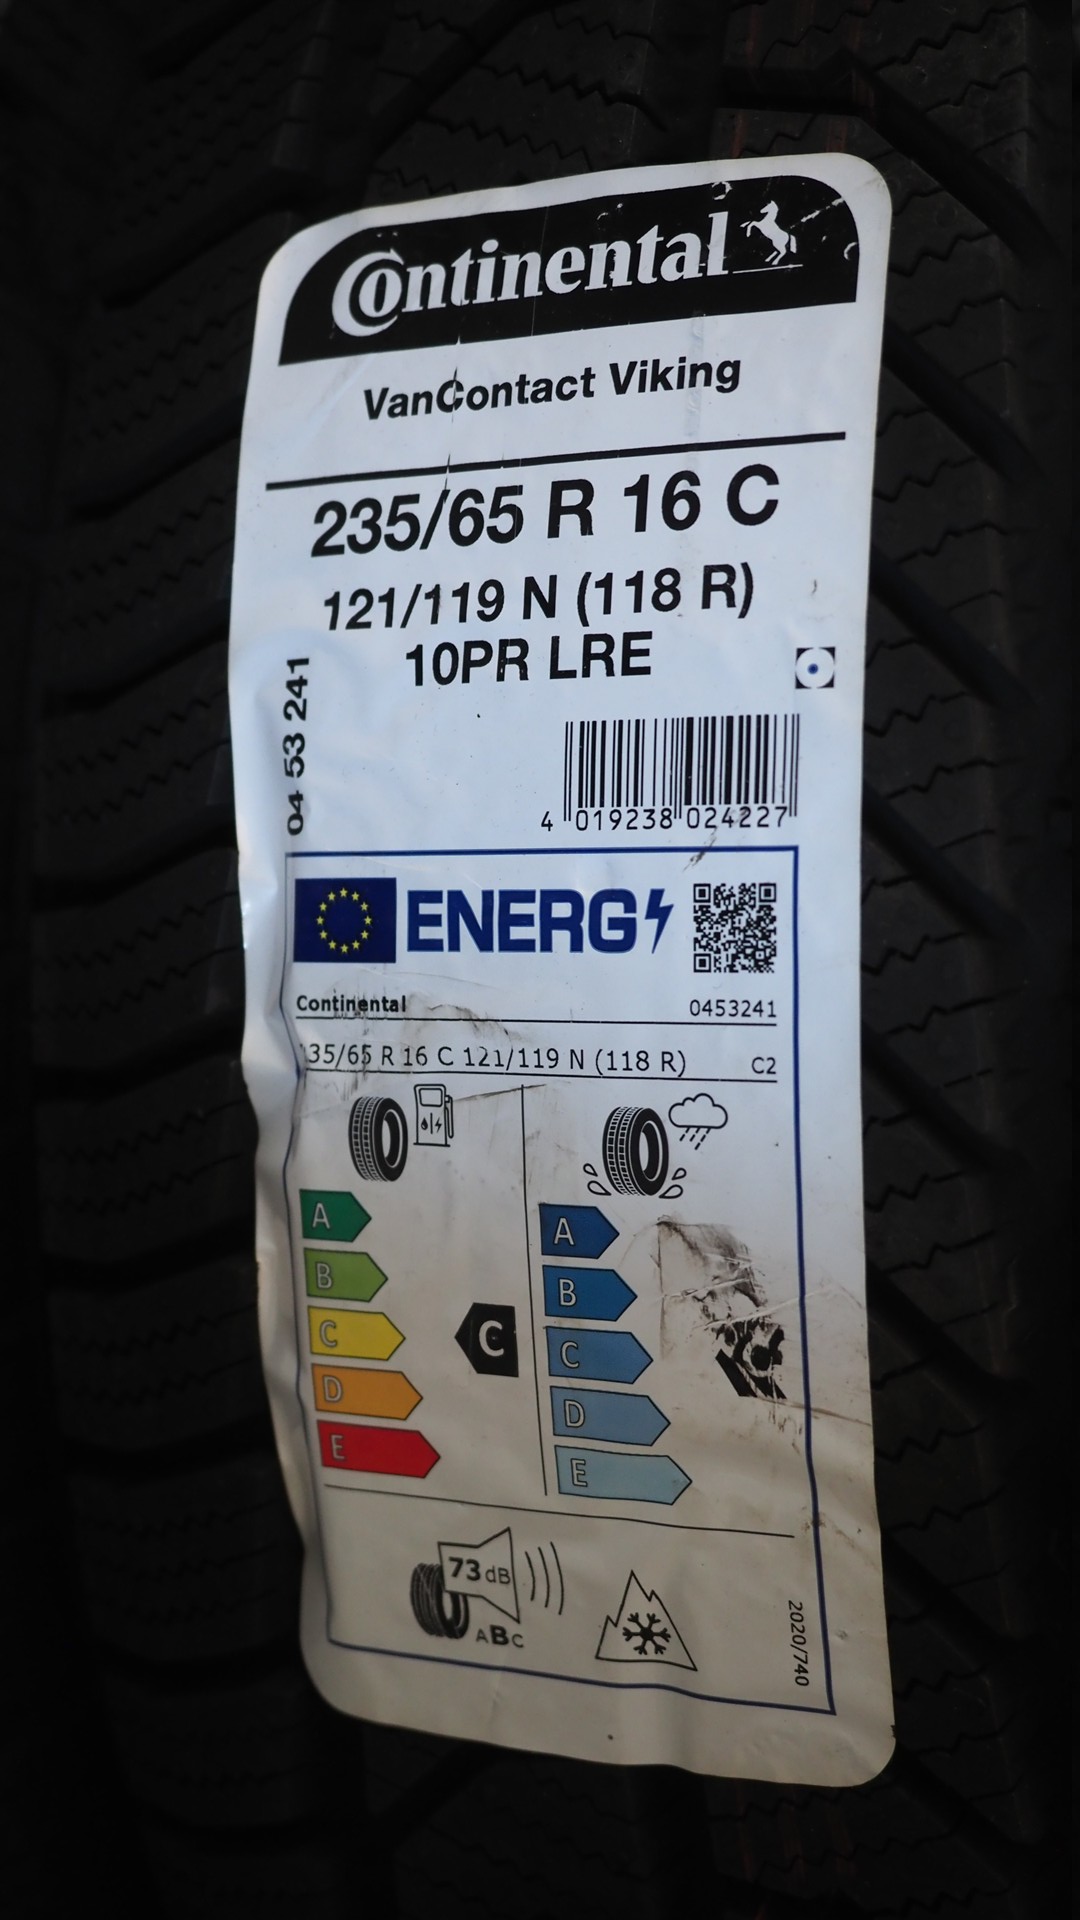 Continental
VanContact Viking
235/65 R 16 C
121/119 N (118 R)
10PR LRE
04 53 241
4 019238 024227
ENERG
Continental 0453241
35/65 R 16 C 121/119 N (118 R) C2
A
B
C
D
E
C
A
B
C
D
E
C
73 dB
ABC
2020/740